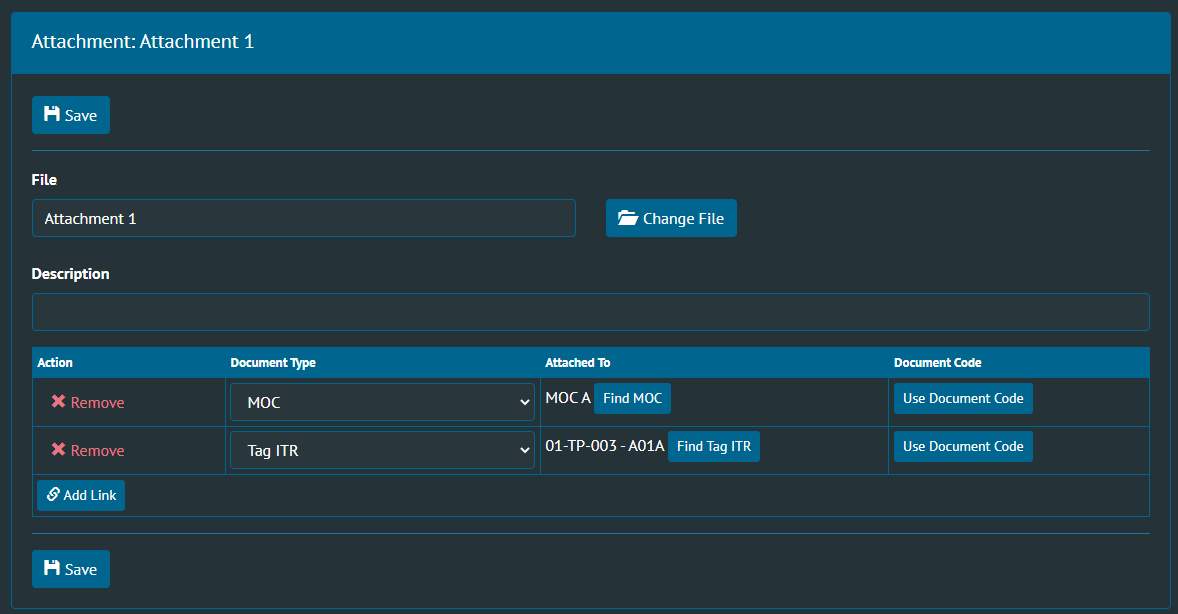 Attachment: Attachment 1
Save
File
Attachment 1 Change File
Description
Action Document Type Attached To Document Code
Remove MOC MOC A Find MOC Use Document Code
Remove Tag ITR 01-TP-003 - A01A Find Tag ITR Use Document Code
Add Link
Save